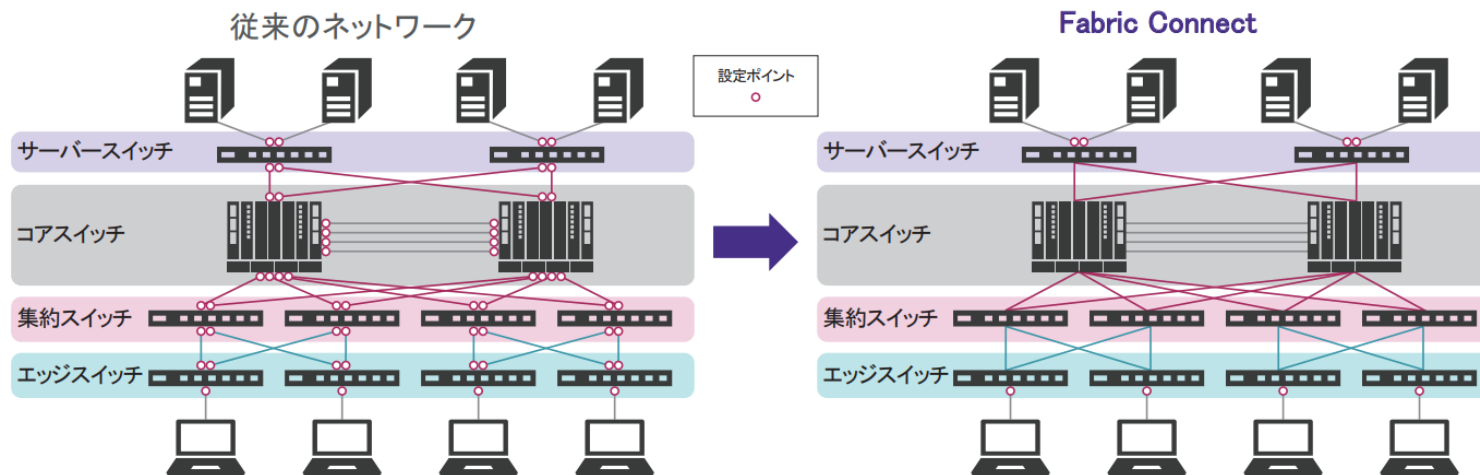 従来のネットワーク
Fabric Connect
設定ポイント
サーバースイッチ
コアスイッチ
集約スイッチ
エッジスイッチ
サーバースイッチ
コアスイッチ
集約スイッチ
エッジスイッチ